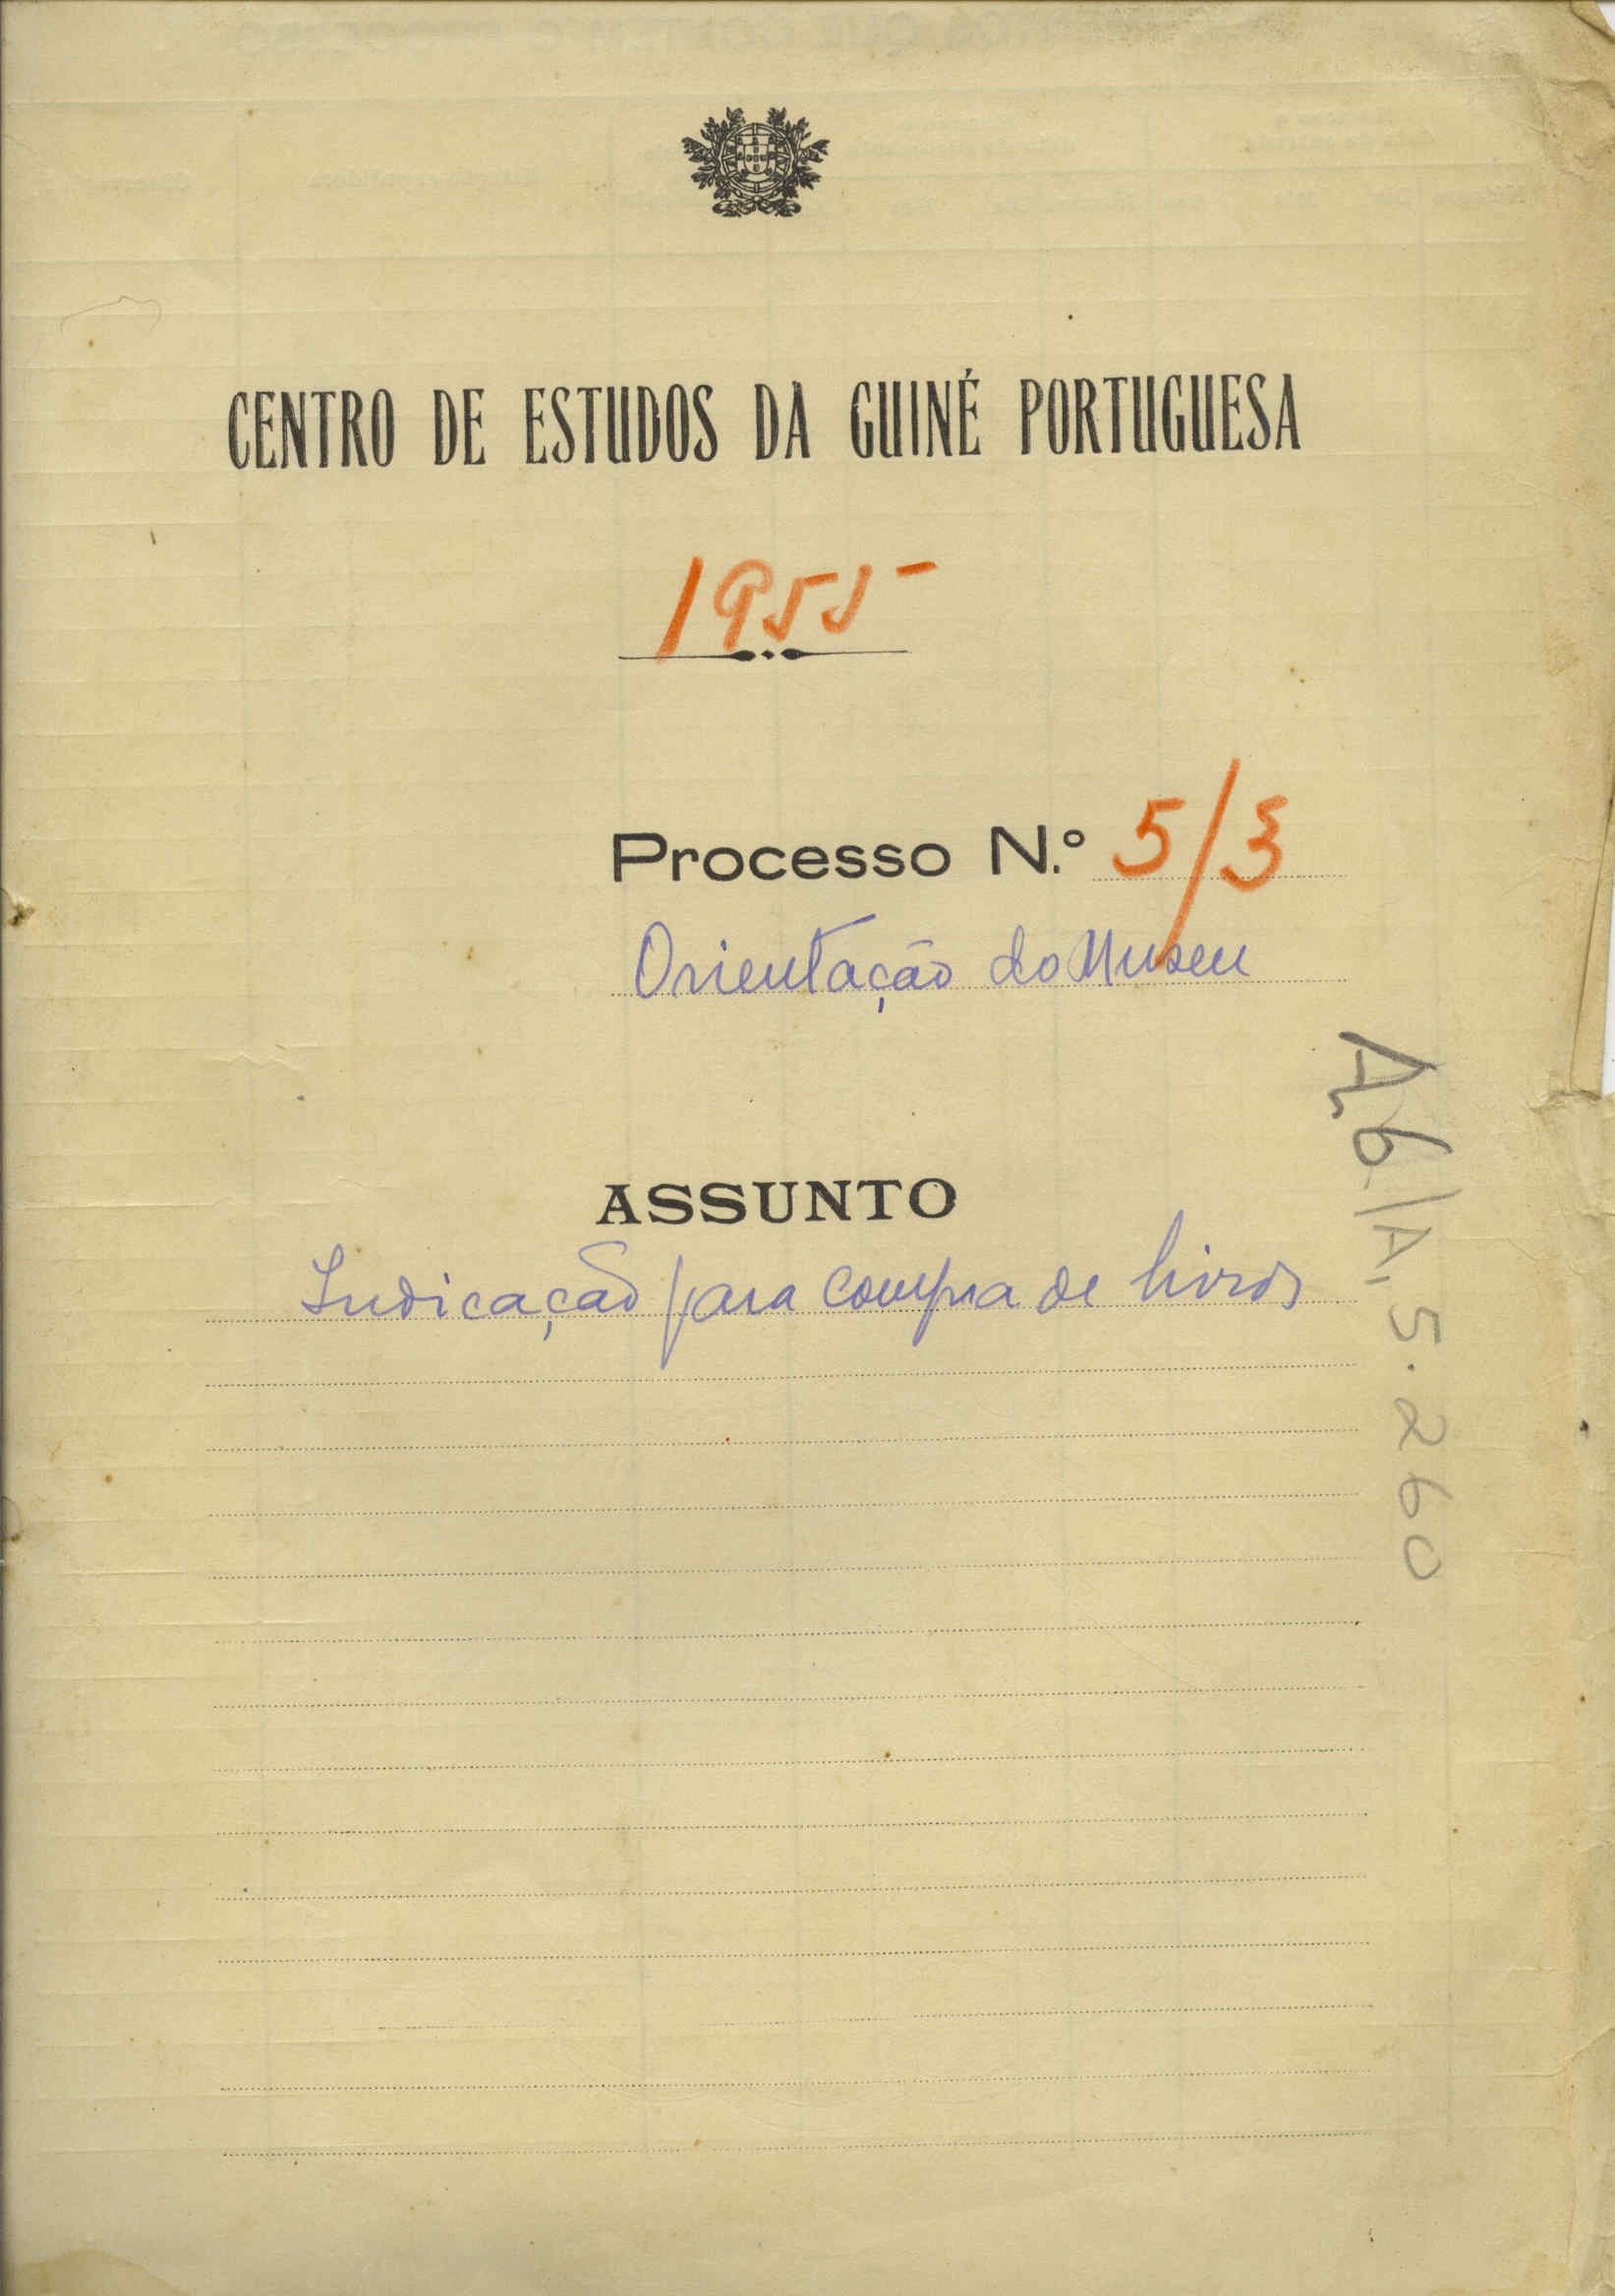 CENTRO DE ESTUDOS DA GUINÉ PORTUGUESA
1955
Processo N.º 5/3
Orientação do Museu
ASSUNTO
Indicação para compra de livros
A6/A5.260